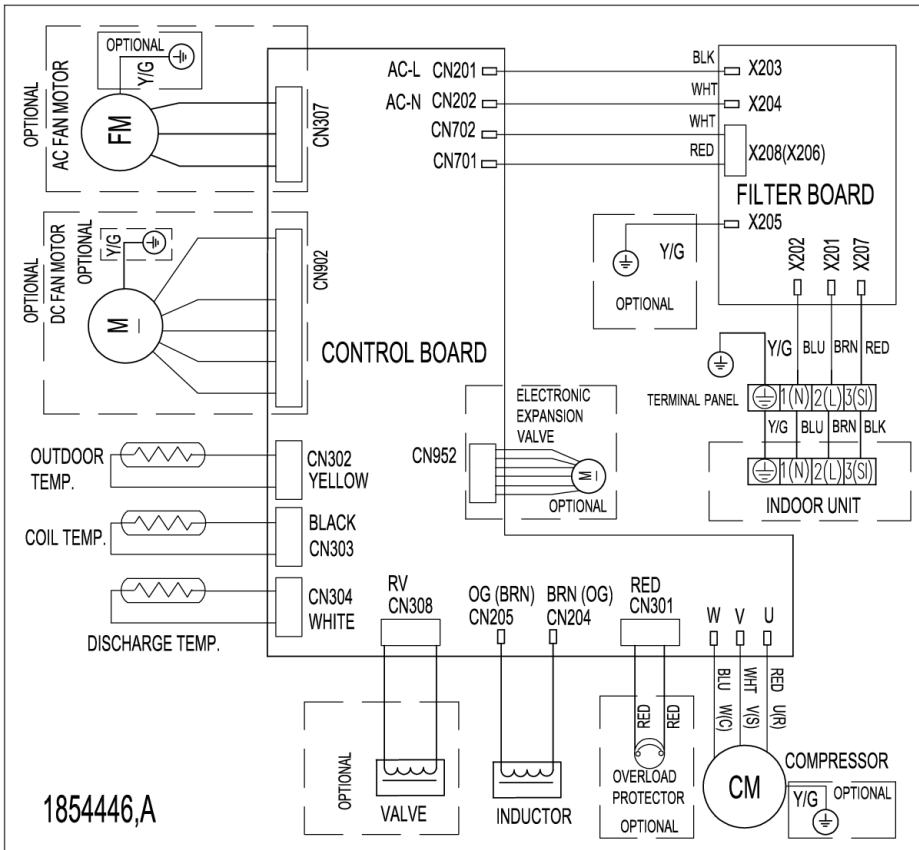 OPTIONAL
AC FAN MOTOR
OPTIONAL
Y/G
FM
CN307
AC-L CN201
AC-N CN202
CN702
CN701
BLK
WHT
WHT
RED
X203
X204
X208(X206)
FILTER BOARD
X205
X202
X201
X207
Y/G
OPTIONAL
OPTIONAL
DC FAN MOTOR
OPTIONAL
Y/G
M
CN902
CONTROL BOARD
Y/G
BLU
BRN
RED
TERMINAL PANEL
1(N)
2(L)
3(SI)
Y/G
BLU
BRN
BLK
1(N)
2(L)
3(SI)
INDOOR UNIT
ELECTRONIC
EXPANSION
VALVE
CN952
M
OPTIONAL
OUTDOOR
TEMP.
CN302
YELLOW
COIL TEMP.
BLACK
CN303
DISCHARGE TEMP.
CN304
WHITE
RV
CN308
OG (BRN)
CN205
BRN (OG)
CN204
RED
CN301
W
V
U
BLU W(C)
WHT V(S)
RED U(R)
OPTIONAL
VALVE
INDUCTOR
RED
RED
OVERLOAD
PROTECTOR
OPTIONAL
CM
COMPRESSOR
Y/G
OPTIONAL
1854446,A